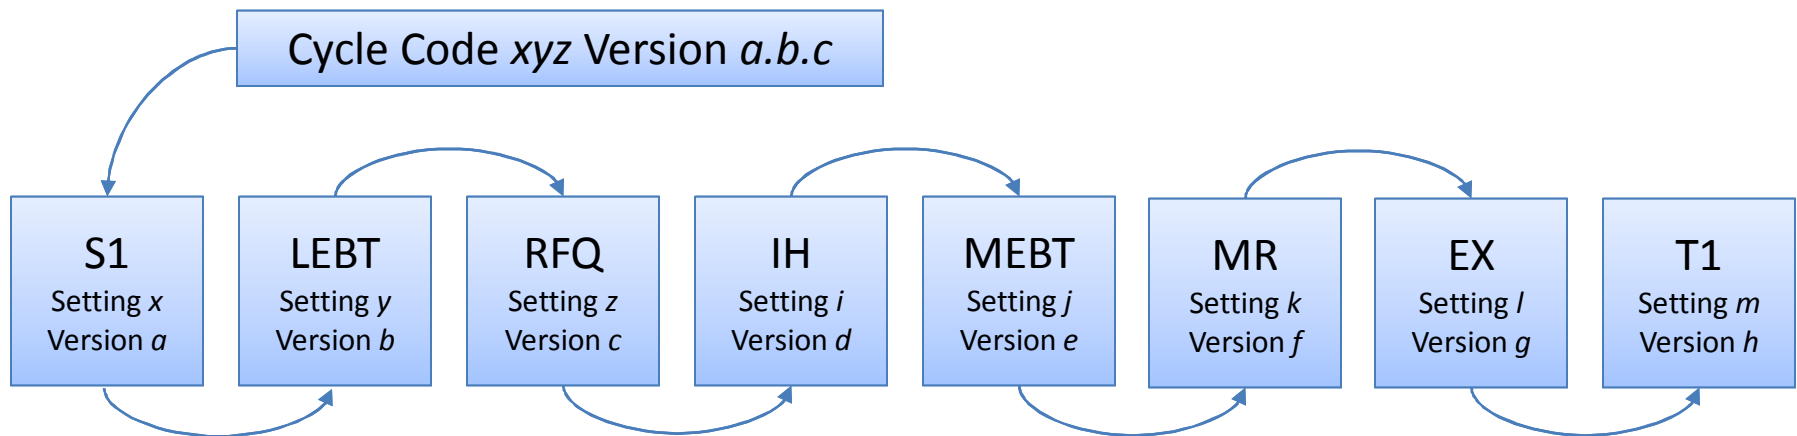 Cycle Code xyz Version a.b.c
S1
Setting x
Version a
LEBT
Setting y
Version b
RFQ
Setting z
Version c
IH
Setting i
Version d
MEBT
Setting j
Version e
MR
Setting k
Version f
EX
Setting l
Version g
T1
Setting m
Version h